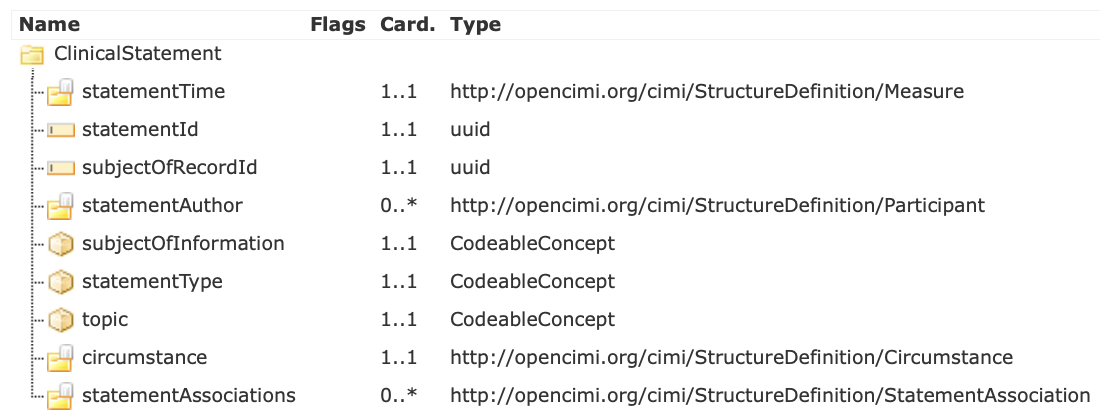 Name Flags Card. Type
ClinicalStatement
statementTime 1..1 http://opencimi.org/cimi/StructureDefinition/Measure
statementId 1..1 uuid
subjectOfRecordId 1..1 uuid
statementAuthor 0..* http://opencimi.org/cimi/StructureDefinition/Participant
subjectOfInformation 1..1 CodeableConcept
statementType 1..1 CodeableConcept
topic 1..1 CodeableConcept
circumstance 1..1 http://opencimi.org/cimi/StructureDefinition/Circumstance
statementAssociations 0..* http://opencimi.org/cimi/StructureDefinition/StatementAssociation